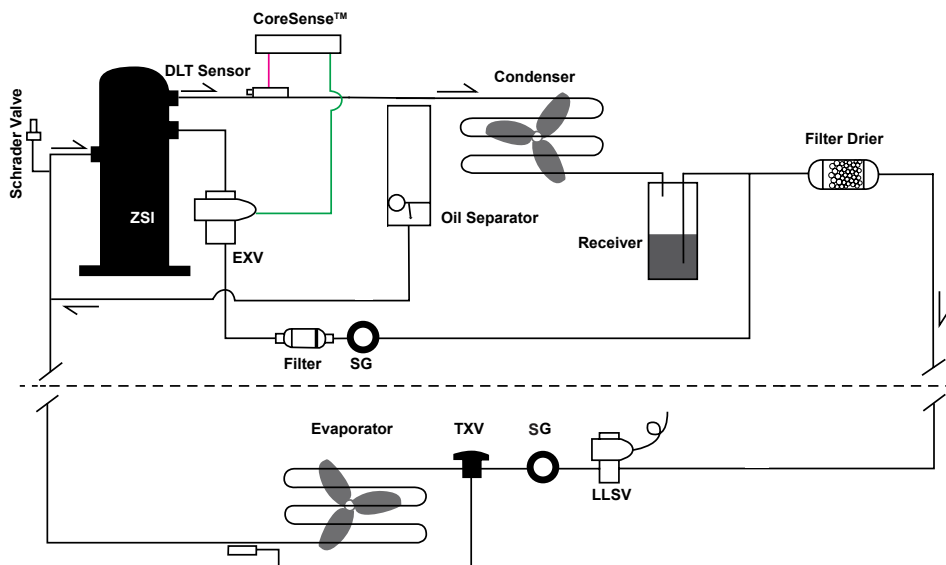 CoreSense™
DLT Sensor
Condenser
Schrader Valve
Filter Drier
ZSI
Oil Separator
EXV
Receiver
Filter
SG
Evaporator
TXV
SG
LLSV